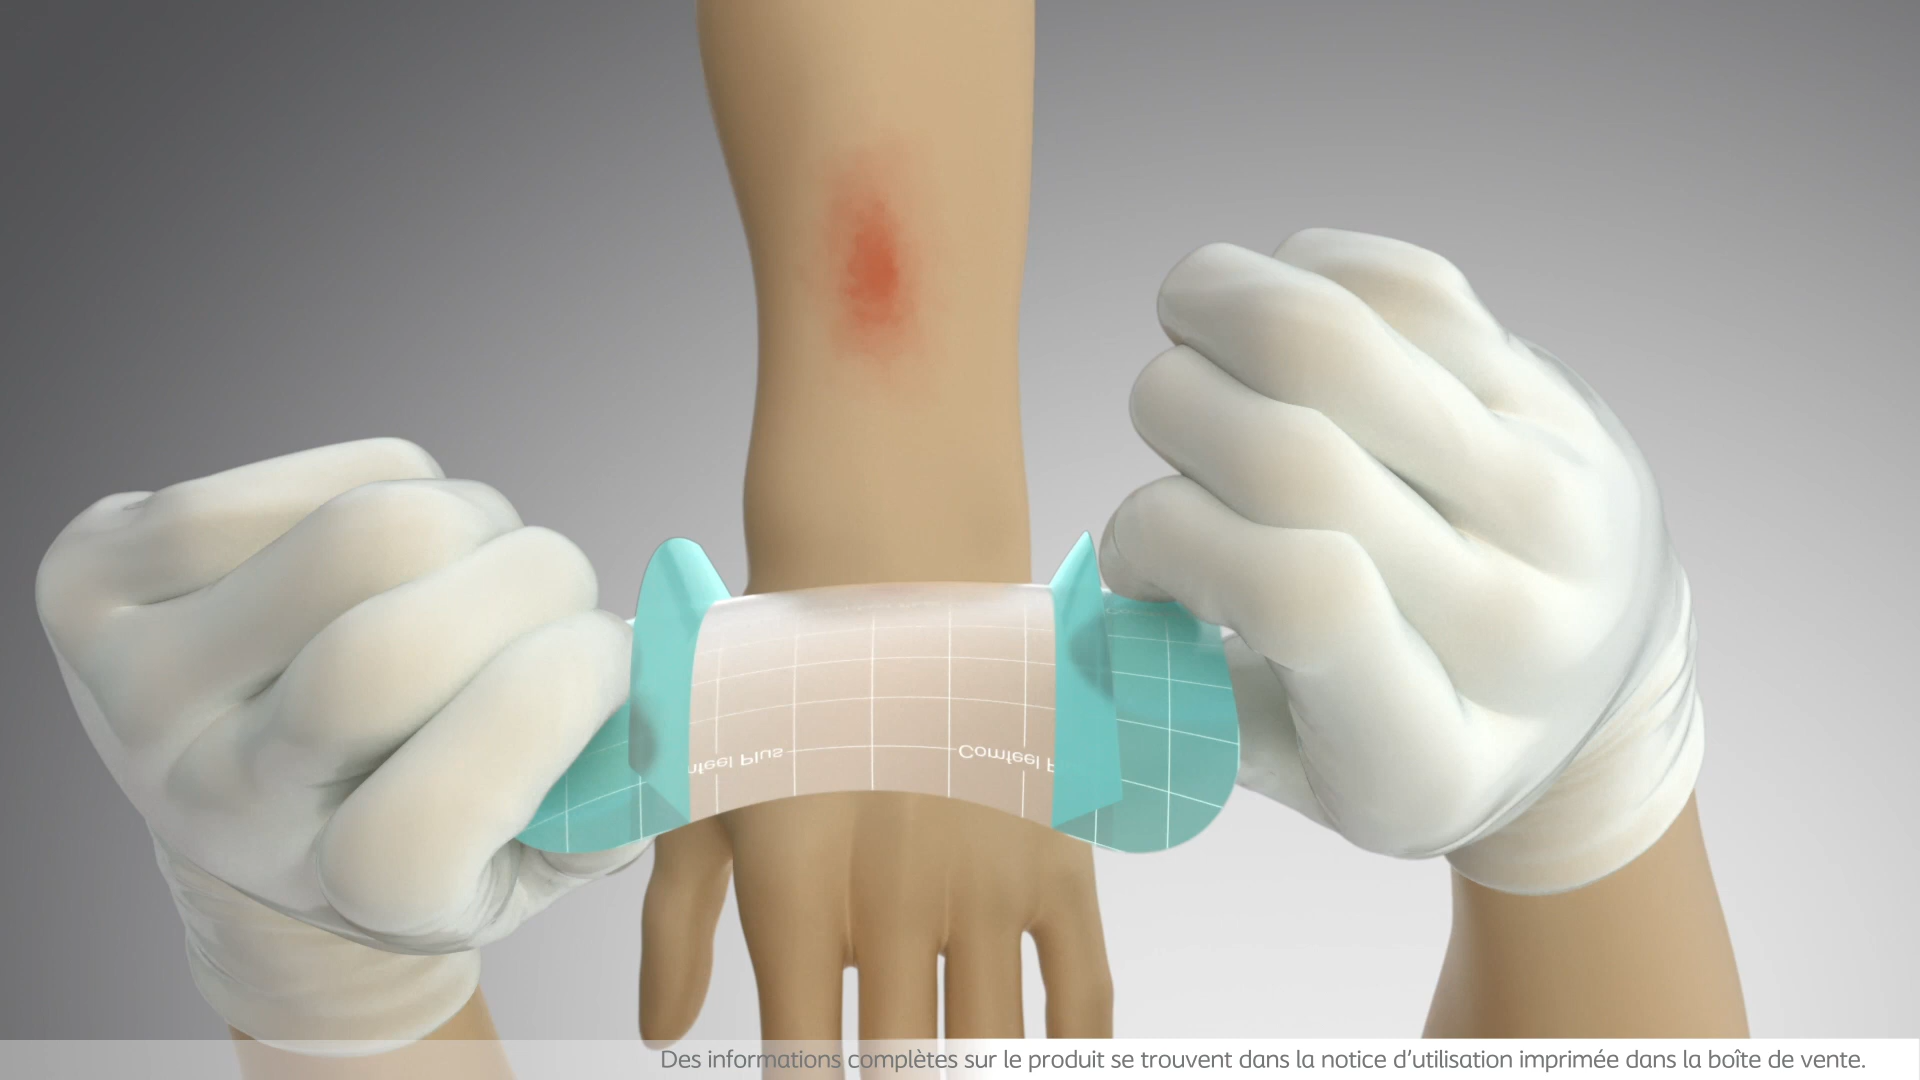 nfeel Plus
Comfeel P
Des informations complètes sur le produit se trouvent dans la notice d'utilisation imprimée dans la boîte de vente.